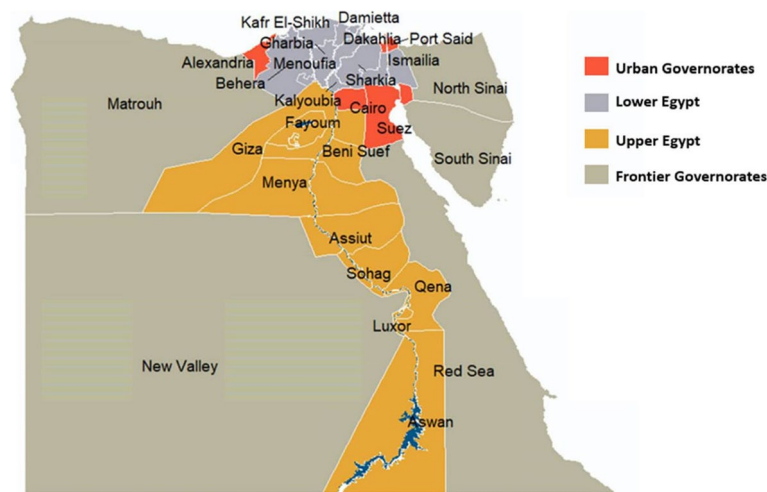 Kafr El-Shikh
Damietta
Gharbia
Dakahlia
Port Said
Alexandria
Menoufia
Ismailia
Behera
Sharkia
North Sinai
Kalyoubia
Cairo
Matrouh
Fayoum
Suez
Giza
Beni Suef
South Sinai
Menya
Assiut
Sohag
Qena
Luxor
New Valley
Red Sea
Aswan
Urban Governorates
Lower Egypt
Upper Egypt
Frontier Governorates